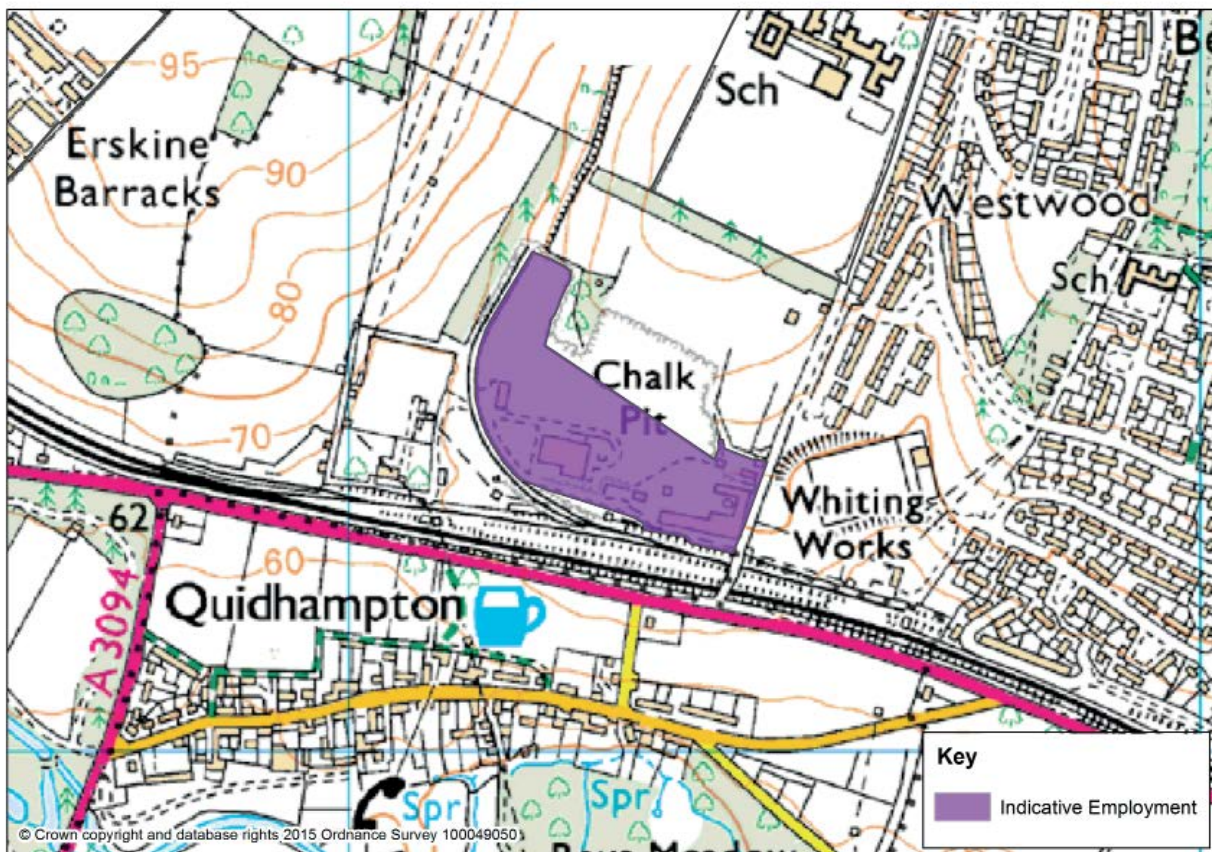 95
Sch
Be
Erskine
Barracks
90
Westwood
Sch
80
Chalk
Pit
70
Whiting
Works
62
60
Quidhampton
A 3094
Key
Indicative Employment
Spr
Spr
© Crown copyright and database rights 2015 Ordnance Survey 100049050